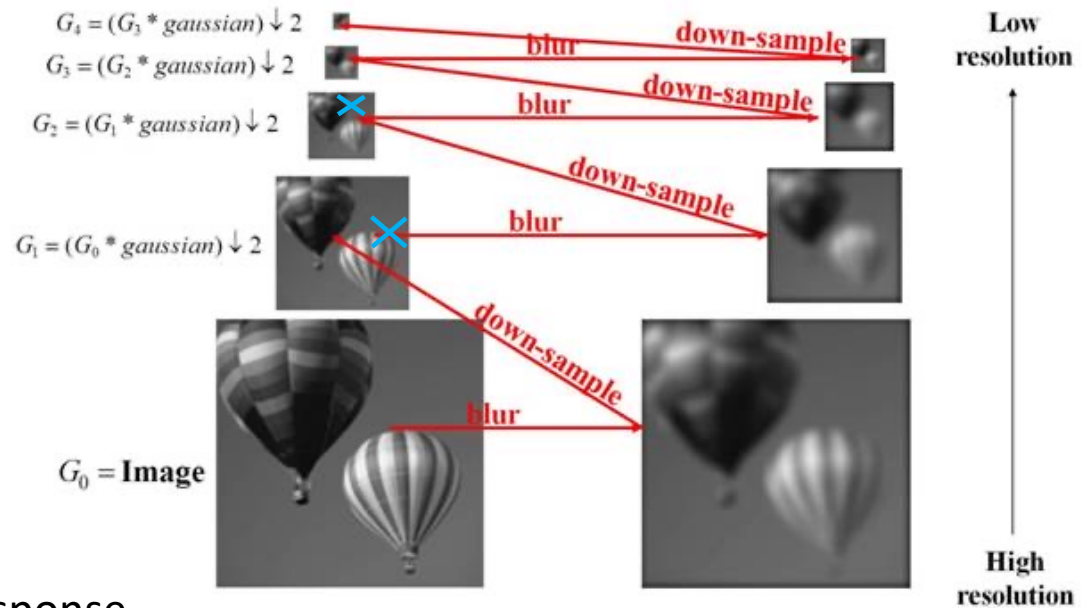 G₄ = (G₃ * gaussian) ↓ 2
blur
down-sample
Low
resolution
G₃ = (G₂ * gaussian) ↓ 2
blur
down-sample
G₂ = (G₁ * gaussian) ↓ 2
down-sample
G₁ = (G₀ * gaussian) ↓ 2
blur
down-sample
blur
G₀ = Image
High
resolution